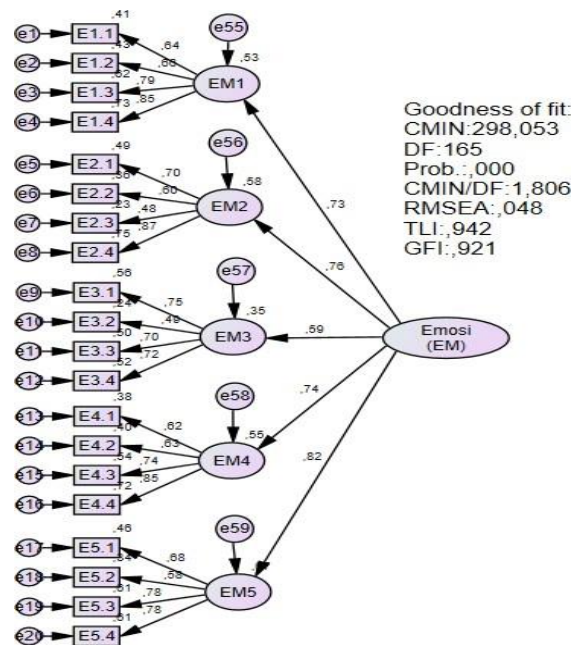 ,41
e1 E1.1
,43
e2 E1.2
,62
e3 E1.3
,73
e4 E1.4
,64
,66
,79
,85
e55
,53
EM1
,49
e5 E2.1
,36
e6 E2.2
,23
e7 E2.3
,75
e8 E2.4
,70
,60
,48
,87
e56
,58
EM2
,56
e9 E3.1
,24
e10 E3.2
,50
e11 E3.3
,52
e12 E3.4
,75
,49
,70
,72
e57
,35
EM3
,38
e13 E4.1
,40
e14 E4.2
,54
e15 E4.3
,72
e16 E4.4
,62
,63
,74
,85
e58
,55
EM4
,46
e17 E5.1
,34
e18 E5.2
,61
e19 E5.3
,61
e20 E5.4
,68
,58
,78
,78
e59
EM5
,73
,76
,59
,74
,82
Emosi
(EM)
Goodness of fit:
CMIN:298,053
DF:165
Prob.:,000
CMIN/DF:1,806
RMSEA:,048
TLI:,942
GFI:,921